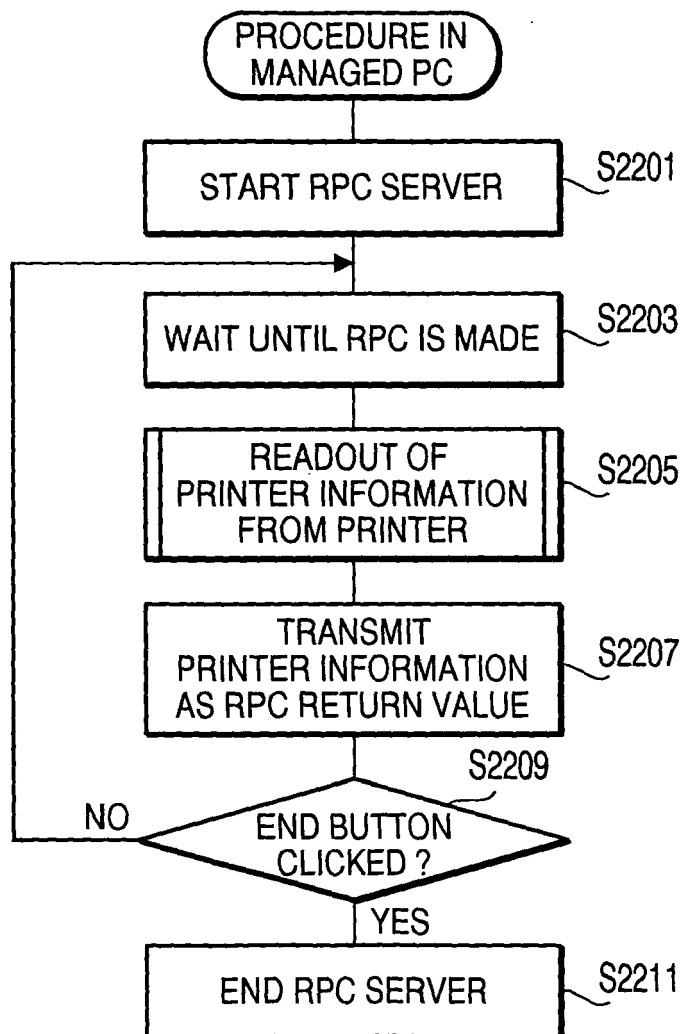 PROCEDURE IN
MANAGED PC
START RPC SERVER
S2201
WAIT UNTIL RPC IS MADE
S2203
READOUT OF
PRINTER INFORMATION
FROM PRINTER
S2205
TRANSMIT
PRINTER INFORMATION
AS RPC RETURN VALUE
S2207
S2209
END BUTTON
CLICKED ?
NO
YES
END RPC SERVER
S2211